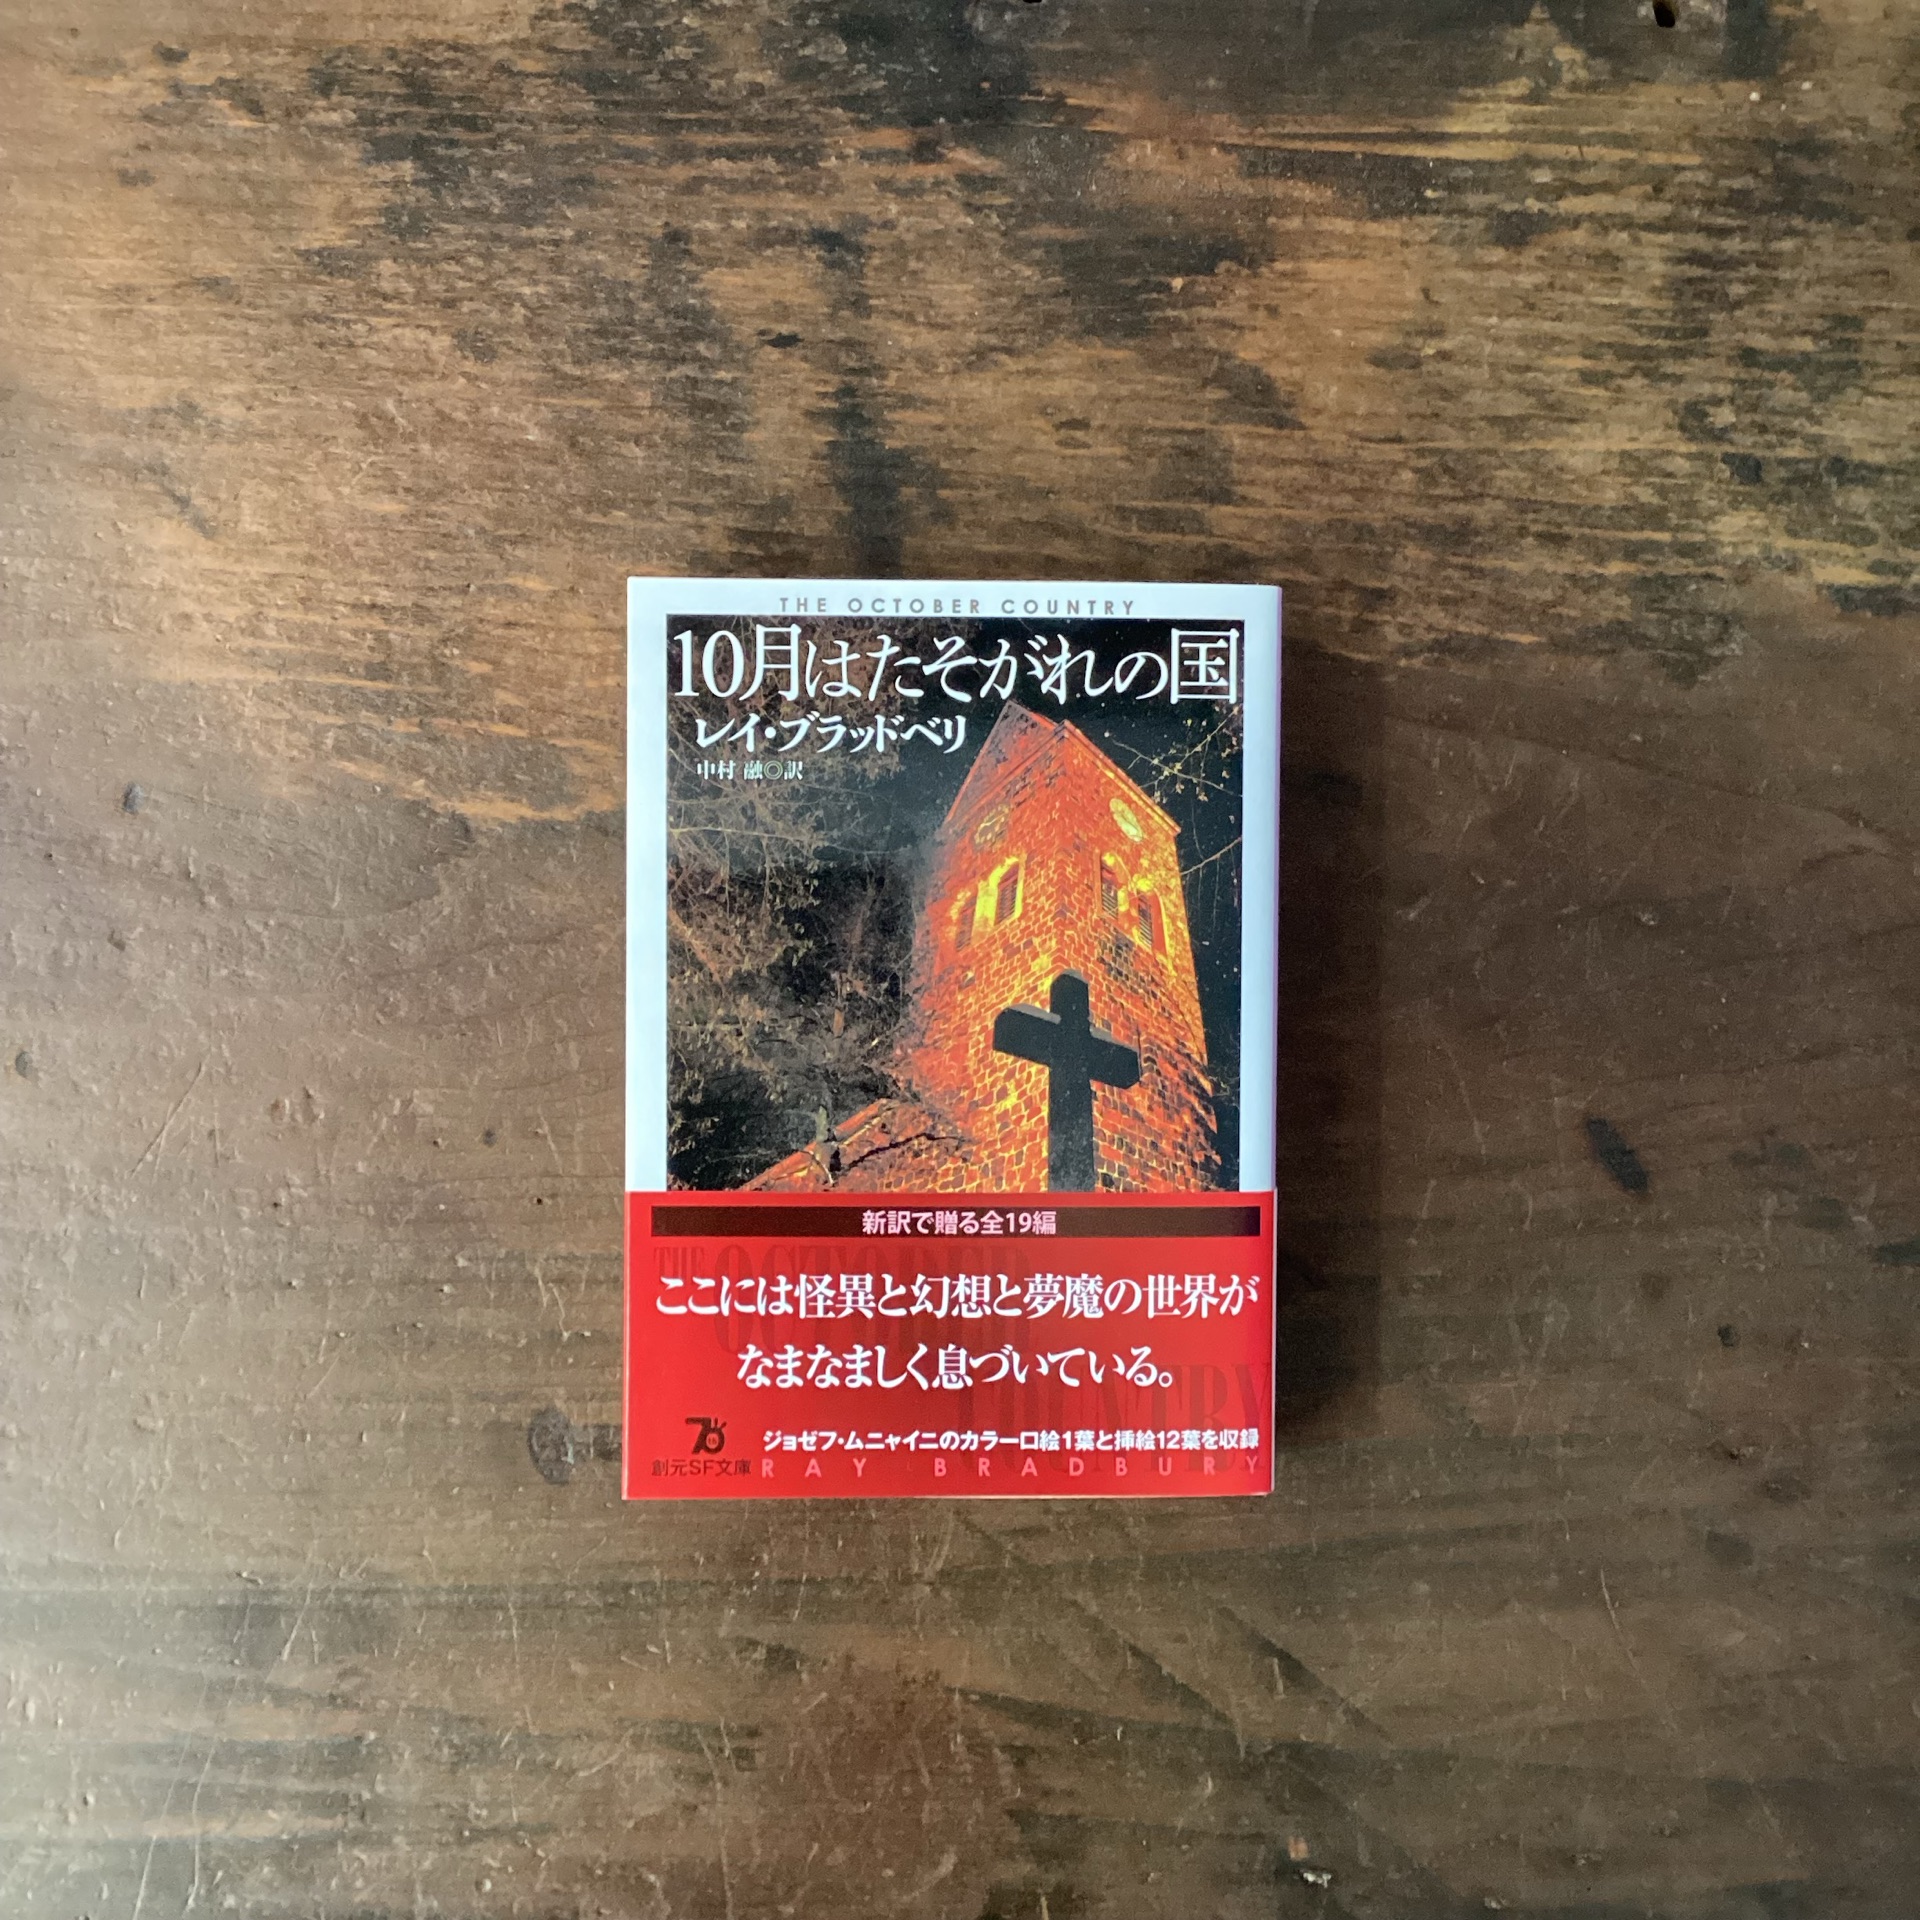 THE OCTOBER COUNTRY
10月はたそがれの国
レイ・ブラッドベリ
中村 融◎訳
新訳で贈る全19編
THE OCTOBER COUNTRY
ここには怪異と幻想と夢魔の世界が
なまなましく息づいている。
ジョゼフ・ムニャイニのカラー口絵1葉と挿絵12葉を収録
創元SF文庫
RAY BRADBURY